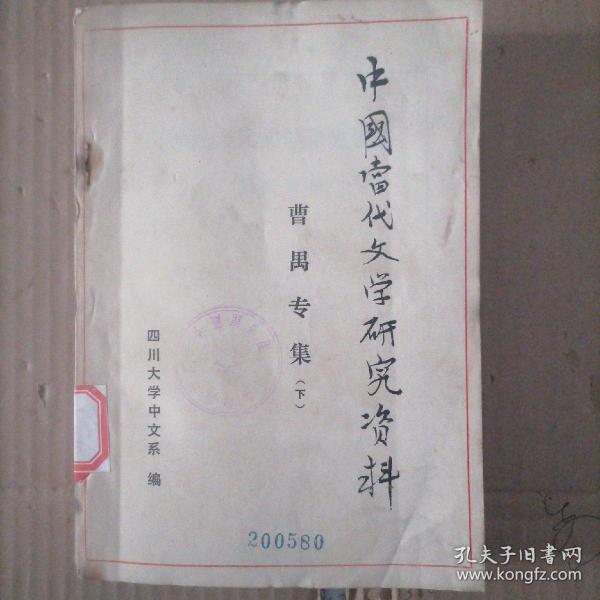 中國當代文学研究资料
曹禺专集(下)
四川大学中文系 编
200580
孔夫子旧书网
www.kongfz.com